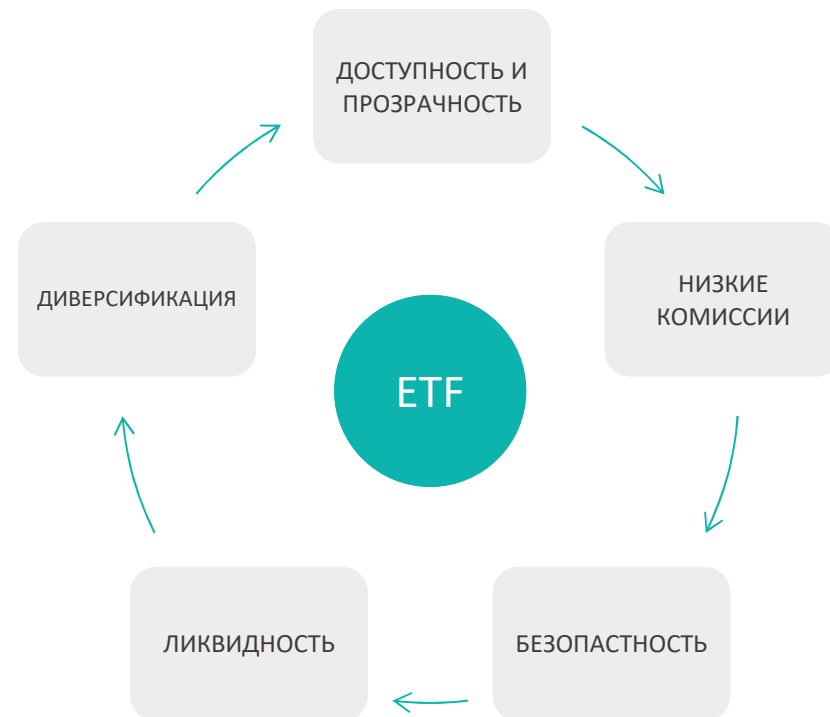 ДОСТУПНОСТЬ И
ПРОЗРАЧНОСТЬ
ДИВЕРСИФИКАЦИЯ
НИЗКИЕ
КОМИССИИ
ETF
ЛИКВИДНОСТЬ
БЕЗОПАСТНОСТЬ